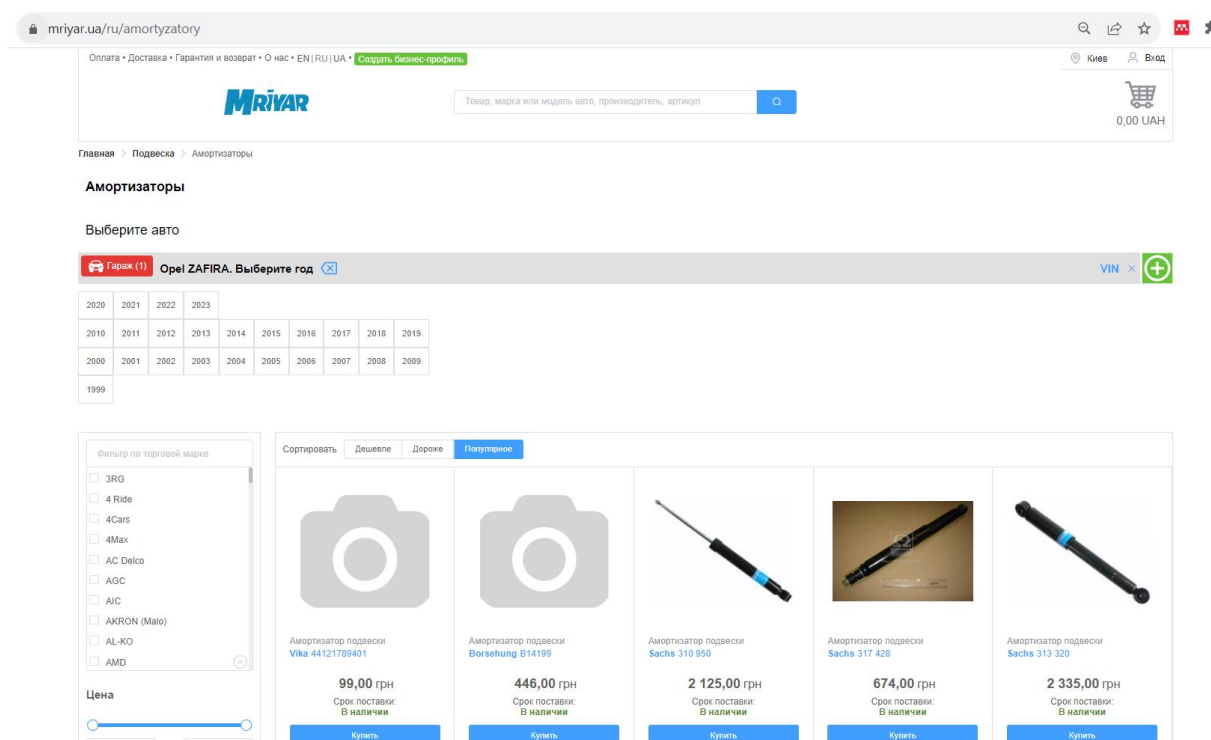 mriyar.ua/ru/amortyzatory
Оплата • Доставка • Гарантия и возврат • О нас • EN | RU | UA • Создать бизнес-профиль
Киев Вход
MRIYAR
Товар, марка или модель авто, производитель, артикул
0,00 UAH
Главная > Подвеска > Амортизаторы
Амортизаторы
Выберите авто
Гараж (1) Opel ZAFIRA. Выберите год VIN ×
2020 2021 2022 2023
2010 2011 2012 2013 2014 2015 2016 2017 2018 2019
2000 2001 2002 2003 2004 2005 2006 2007 2008 2009
1999
Фильтр по торговой марке
3RG
4 Ride
4Cars
4Max
AC Delco
AGC
AIC
AKRON (Malo)
AL-KO
AMD
Цена
Сортировать Дешевле Дороже Популярное
Амортизатор подвески
Vika 44121789401
99,00 грн
Срок поставки:
В наличии
Купить
Амортизатор подвески
Borsehung B14199
446,00 грн
Срок поставки:
В наличии
Купить
Амортизатор подвески
Sachs 310 950
2 125,00 грн
Срок поставки:
В наличии
Купить
Амортизатор подвески
Sachs 317 428
674,00 грн
Срок поставки:
В наличии
Купить
Амортизатор подвески
Sachs 313 320
2 335,00 грн
Срок поставки:
В наличии
Купить